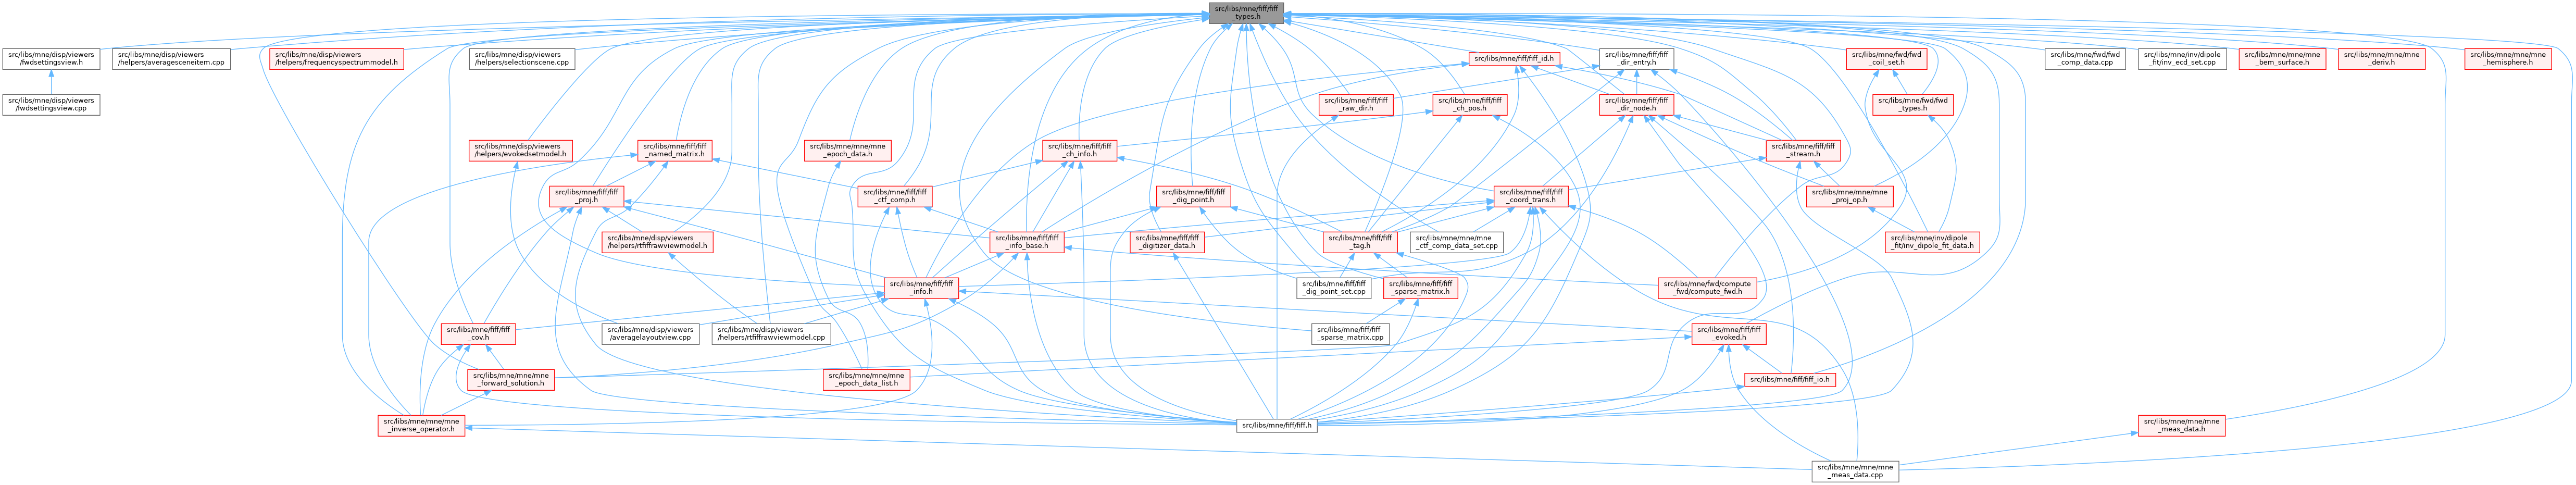 src/libs/mne/fiff/fiff
_types.h
src/libs/mne/disp/viewers
/fwdsettingsview.h
src/libs/mne/disp/viewers
/helpers/averagesceneitem.cpp
src/libs/mne/disp/viewers
/helpers/frequencyspectrummodel.h
src/libs/mne/disp/viewers
/helpers/selectionscene.cpp
src/libs/mne/fiff/fiff_id.h
src/libs/mne/fiff/fiff
_dir_entry.h
src/libs/mne/fwd/fwd
_coil_set.h
src/libs/mne/fwd/fwd
_comp_data.cpp
src/libs/mne/inv/dipole
_fit/inv_ecd_set.cpp
src/libs/mne/mne/mne
_bem_surface.h
src/libs/mne/mne/mne
_deriv.h
src/libs/mne/mne/mne
_hemisphere.h
src/libs/mne/disp/viewers
/fwdsettingsview.cpp
src/libs/mne/fiff/fiff
_raw_dir.h
src/libs/mne/fiff/fiff
_ch_pos.h
src/libs/mne/fiff/fiff
_dir_node.h
src/libs/mne/fwd/fwd
_types.h
src/libs/mne/disp/viewers
/helpers/evokedsetmodel.h
src/libs/mne/fiff/fiff
_named_matrix.h
src/libs/mne/mne/mne
_epoch_data.h
src/libs/mne/fiff/fiff
_ch_info.h
src/libs/mne/fiff/fiff
_stream.h
src/libs/mne/fiff/fiff
_proj.h
src/libs/mne/fiff/fiff
_ctf_comp.h
src/libs/mne/fiff/fiff
_dig_point.h
src/libs/mne/fiff/fiff
_coord_trans.h
src/libs/mne/mne/mne
_proj_op.h
src/libs/mne/disp/viewers
/helpers/rtfiffrawviewmodel.h
src/libs/mne/fiff/fiff
_info_base.h
src/libs/mne/fiff/fiff
_digitizer_data.h
src/libs/mne/fiff/fiff
_tag.h
src/libs/mne/mne/mne
_ctf_comp_data_set.cpp
src/libs/mne/inv/dipole
_fit/inv_dipole_fit_data.h
src/libs/mne/fiff/fiff
_info.h
src/libs/mne/fiff/fiff
_dig_point_set.cpp
src/libs/mne/fiff/fiff
_sparse_matrix.h
src/libs/mne/fwd/compute
_fwd/compute_fwd.h
src/libs/mne/fiff/fiff
_cov.h
src/libs/mne/disp/viewers
/averagelayoutview.cpp
src/libs/mne/disp/viewers
/helpers/rtfiffrawviewmodel.cpp
src/libs/mne/fiff/fiff
_sparse_matrix.cpp
src/libs/mne/fiff/fiff
_evoked.h
src/libs/mne/mne/mne
_forward_solution.h
src/libs/mne/mne/mne
_epoch_data_list.h
src/libs/mne/fiff/fiff_io.h
src/libs/mne/mne/mne
_inverse_operator.h
src/libs/mne/fiff/fiff.h
src/libs/mne/mne/mne
_meas_data.h
src/libs/mne/mne/mne
_meas_data.cpp